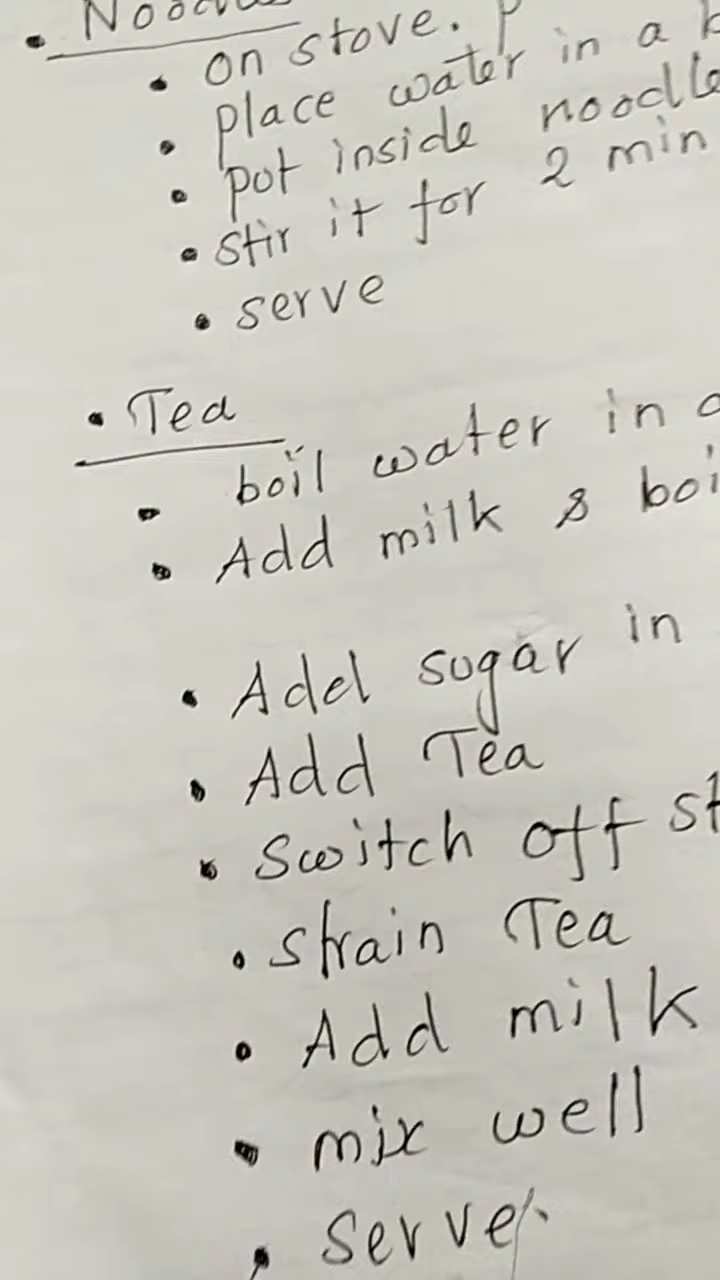 • on stove.
• place water in a
• pot inside noodle
• stir it for 2 min
• serve
• Tea
• boil water in
• Add milk & boi
• Add sugar in
• Add Tea
• Switch off st
• strain Tea
• Add milk
• mix well
• serve.